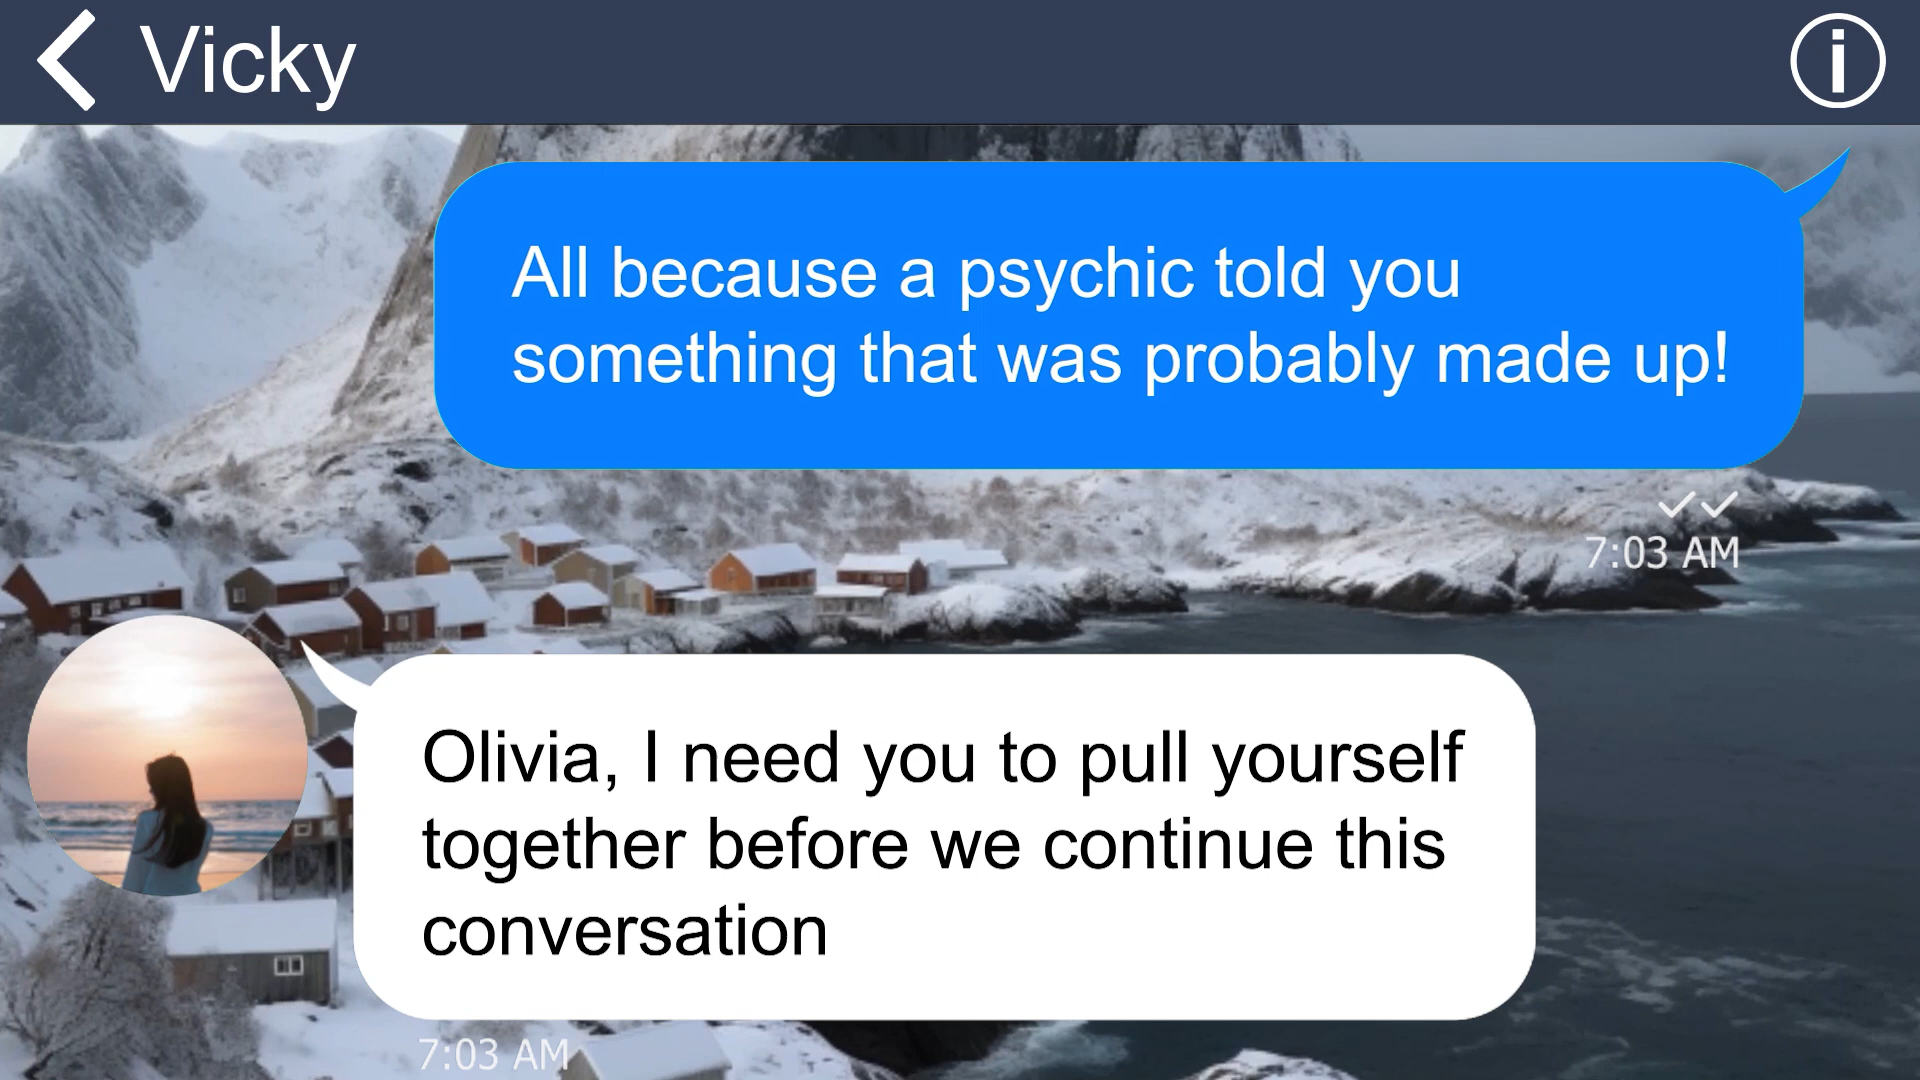 Vicky
All because a psychic told you
something that was probably made up!
7:03 AM
Olivia, I need you to pull yourself
together before we continue this
conversation
7:03 AM